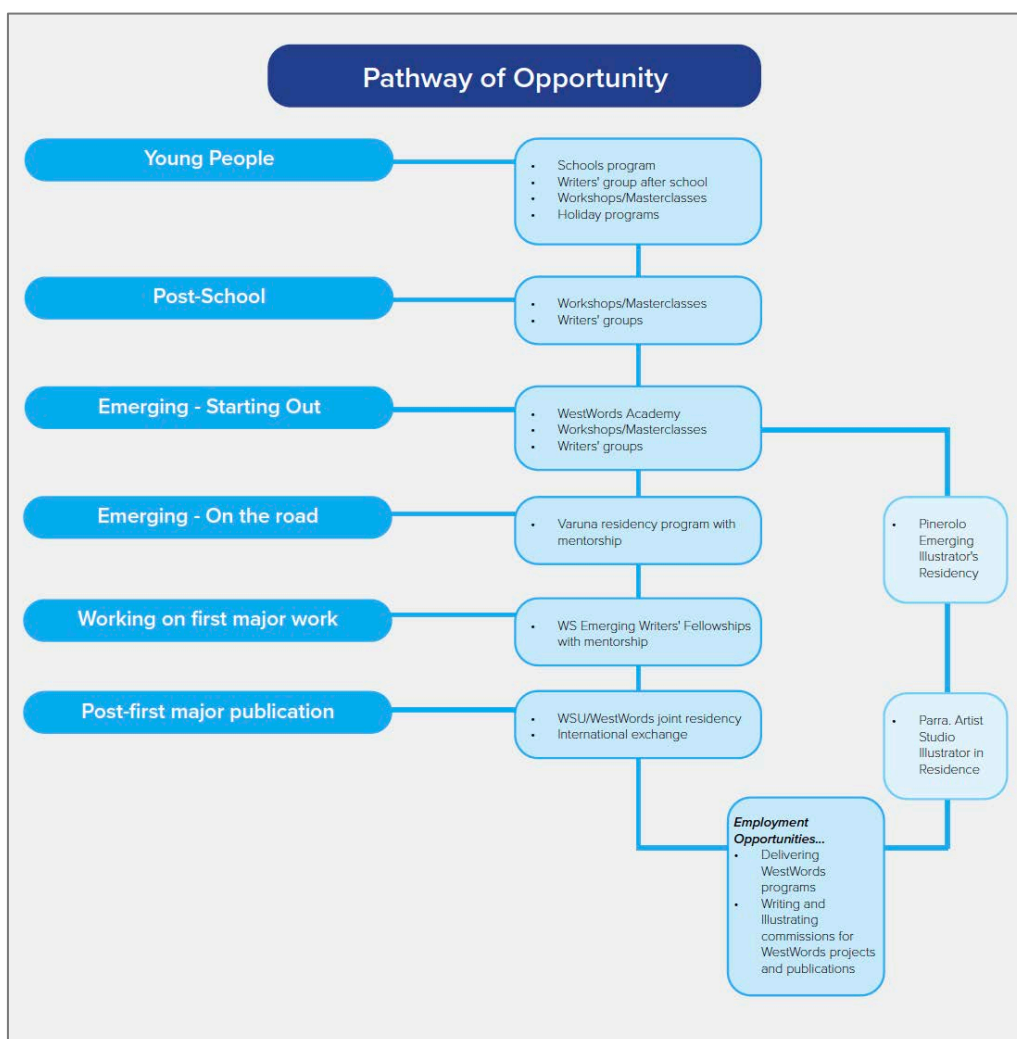 Pathway of Opportunity
Young People
• Schools program
• Writers' group after school
• Workshops/Masterclasses
• Holiday programs
Post-School
• Workshops/Masterclasses
• Writers' groups
Emerging - Starting Out
• WestWords Academy
• Workshops/Masterclasses
• Writers' groups
Emerging - On the road
• Varuna residency program with
mentorship
• Pinerolo
Emerging
Illustrator's
Residency
Working on first major work
• WS Emerging Writers' Fellowships
with mentorship
Post-first major publication
• WSU/WestWords joint residency
• International exchange
• Parra. Artist
Studio
Illustrator in
Residence
Employment
Opportunities...
• Delivering
WestWords
programs
• Writing and
Illustrating
commissions for
WestWords projects
and publications